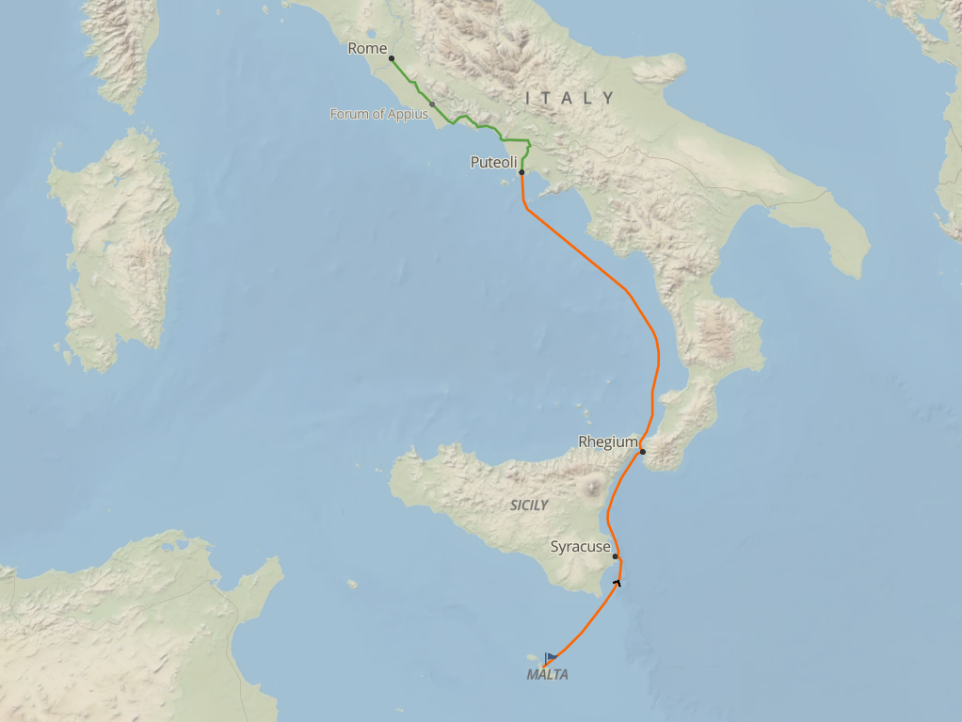 Rome
ITALY
Forum of Appius
Puteoli
Rhegium
SICILY
Syracuse
MALTA